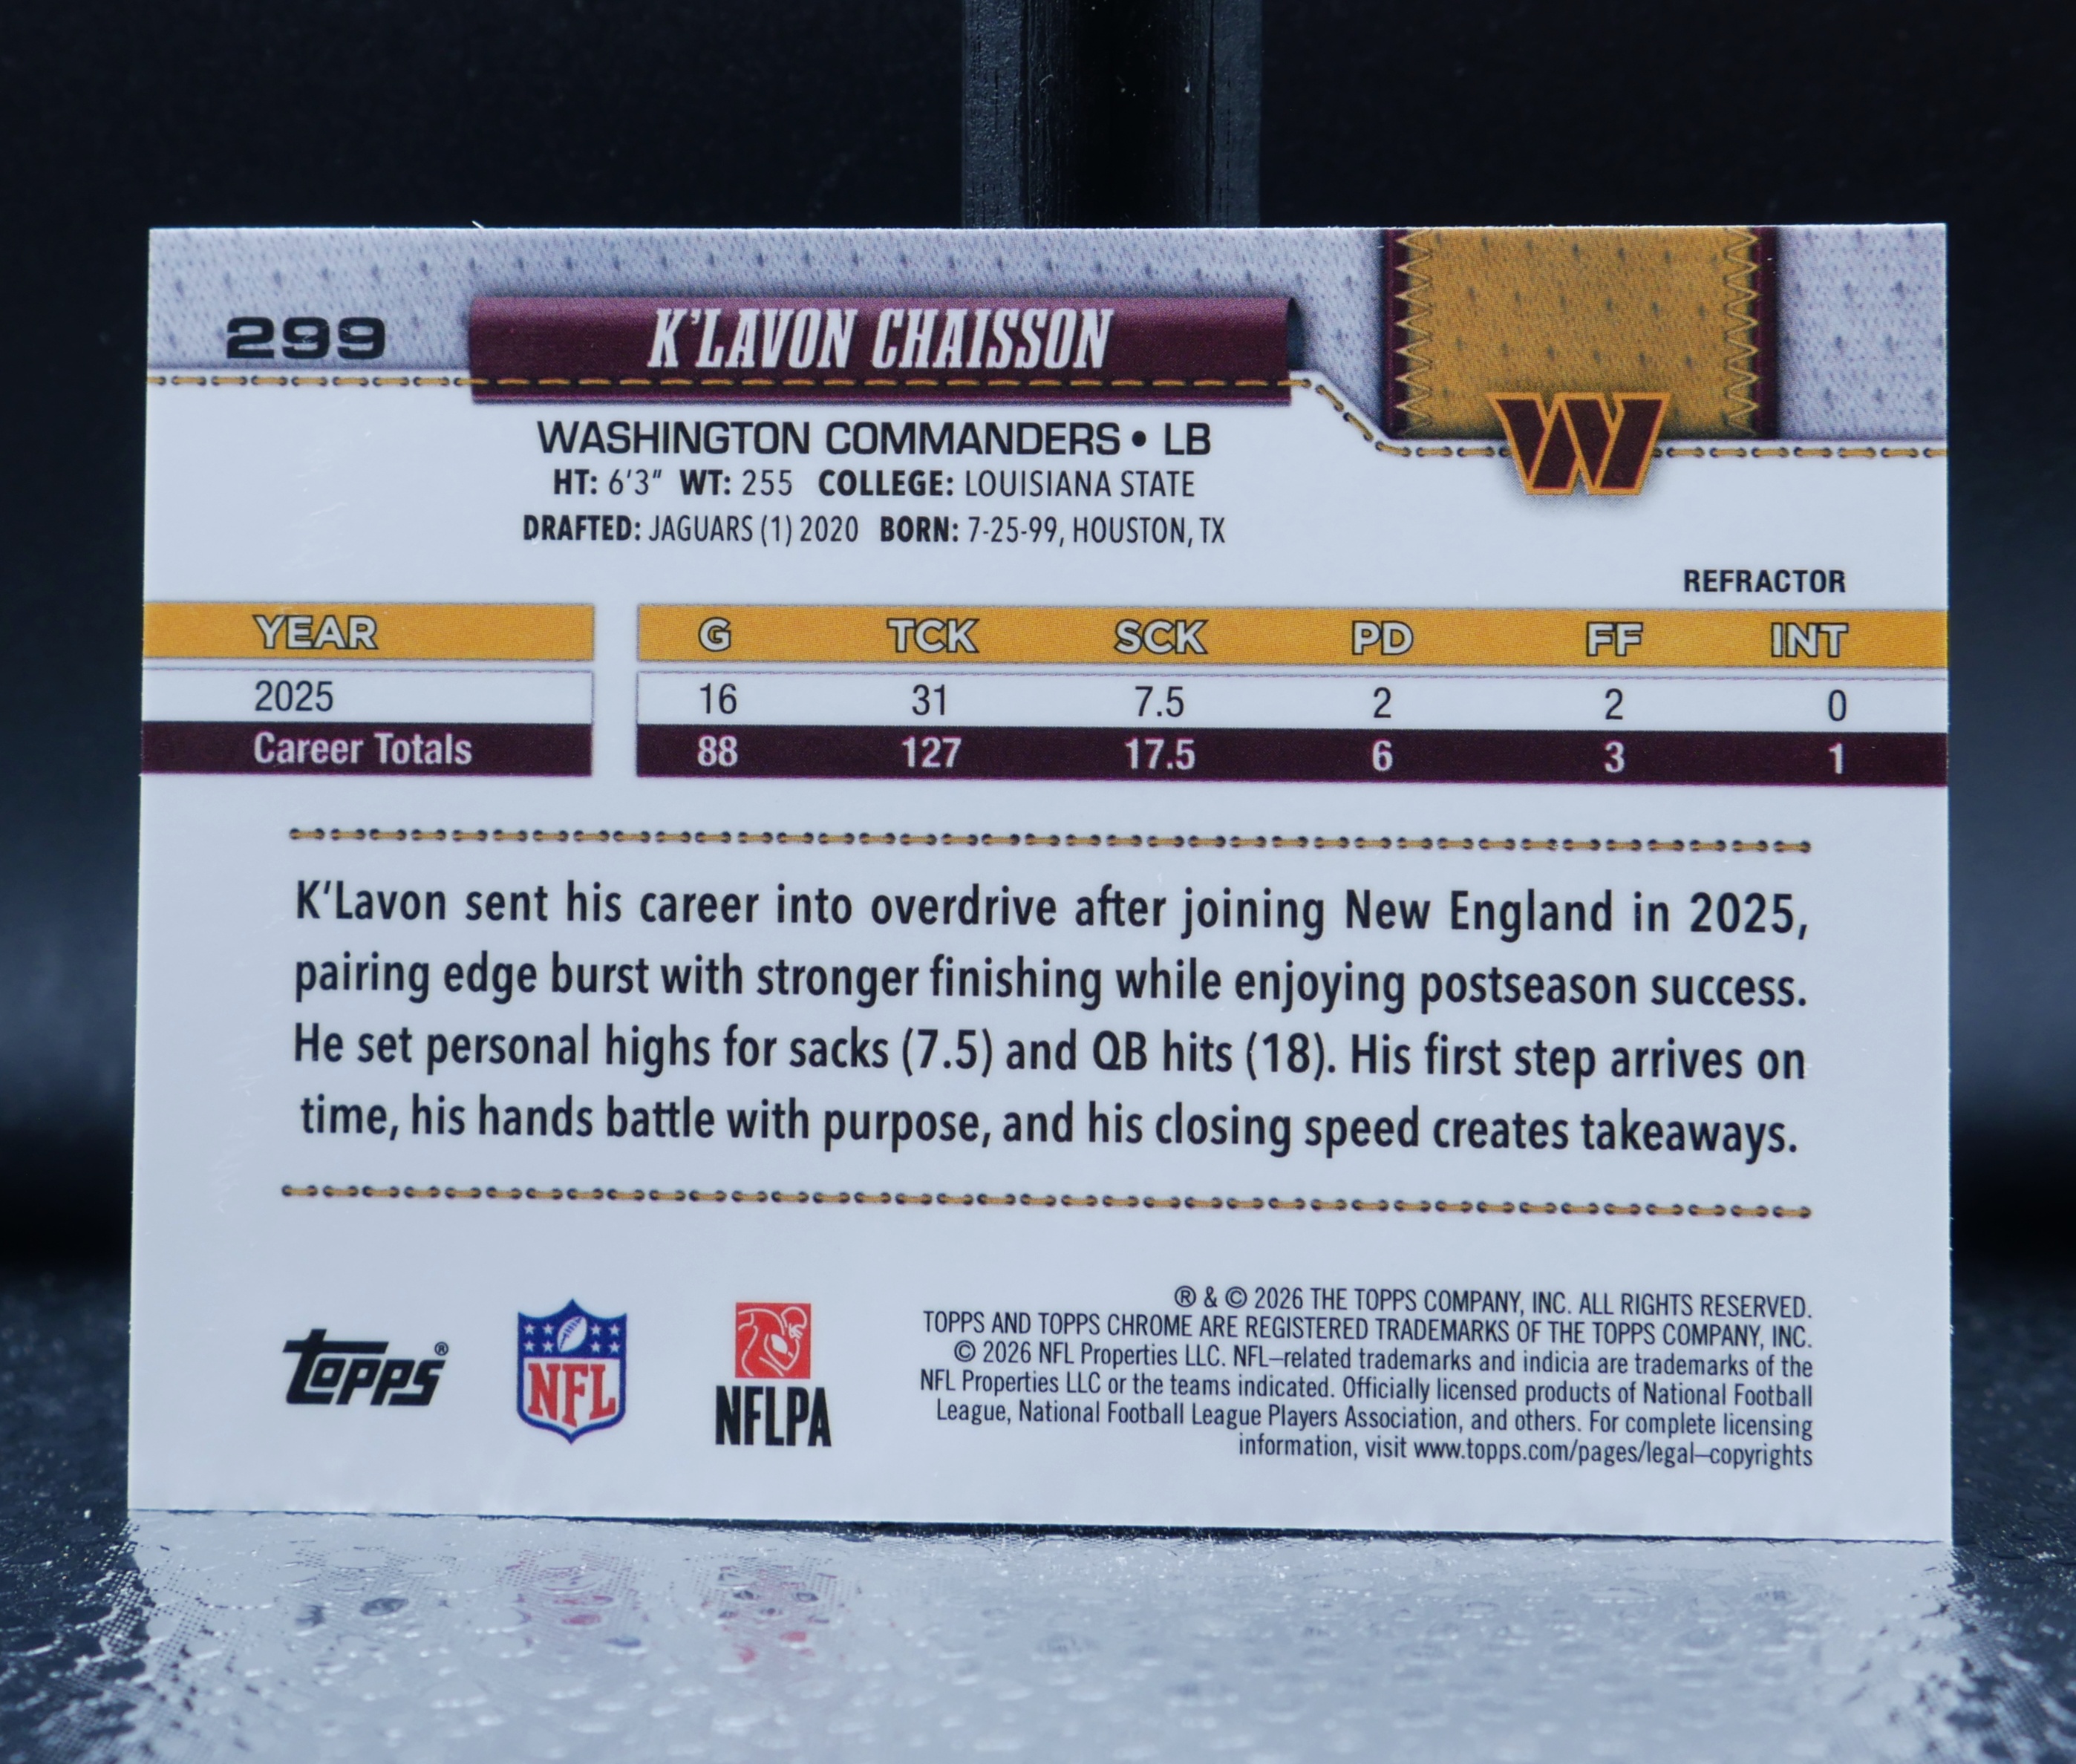 299
K'LAVON CHAISSON
WASHINGTON COMMANDERS • LB
HT: 6'3" WT: 255 COLLEGE: LOUISIANA STATE
DRAFTED: JAGUARS (1) 2020 BORN: 7-25-99, HOUSTON, TX
W
REFRACTOR
YEAR G TCK SCK PD FF INT
2025 16 31 7.5 2 2 0
Career Totals 88 127 17.5 6 3 1
K'Lavon sent his career into overdrive after joining New England in 2025,
pairing edge burst with stronger finishing while enjoying postseason success.
He set personal highs for sacks (7.5) and QB hits (18). His first step arrives on
time, his hands battle with purpose, and his closing speed creates takeaways.
topps®
NFL
NFLPA
® & © 2026 THE TOPPS COMPANY, INC. ALL RIGHTS RESERVED.
TOPPS AND TOPPS CHROME ARE REGISTERED TRADEMARKS OF THE TOPPS COMPANY, INC.
© 2026 NFL Properties LLC. NFL–related trademarks and indicia are trademarks of the
NFL Properties LLC or the teams indicated. Officially licensed products of National Football
League, National Football League Players Association, and others. For complete licensing
information, visit www.topps.com/pages/legal–copyrights